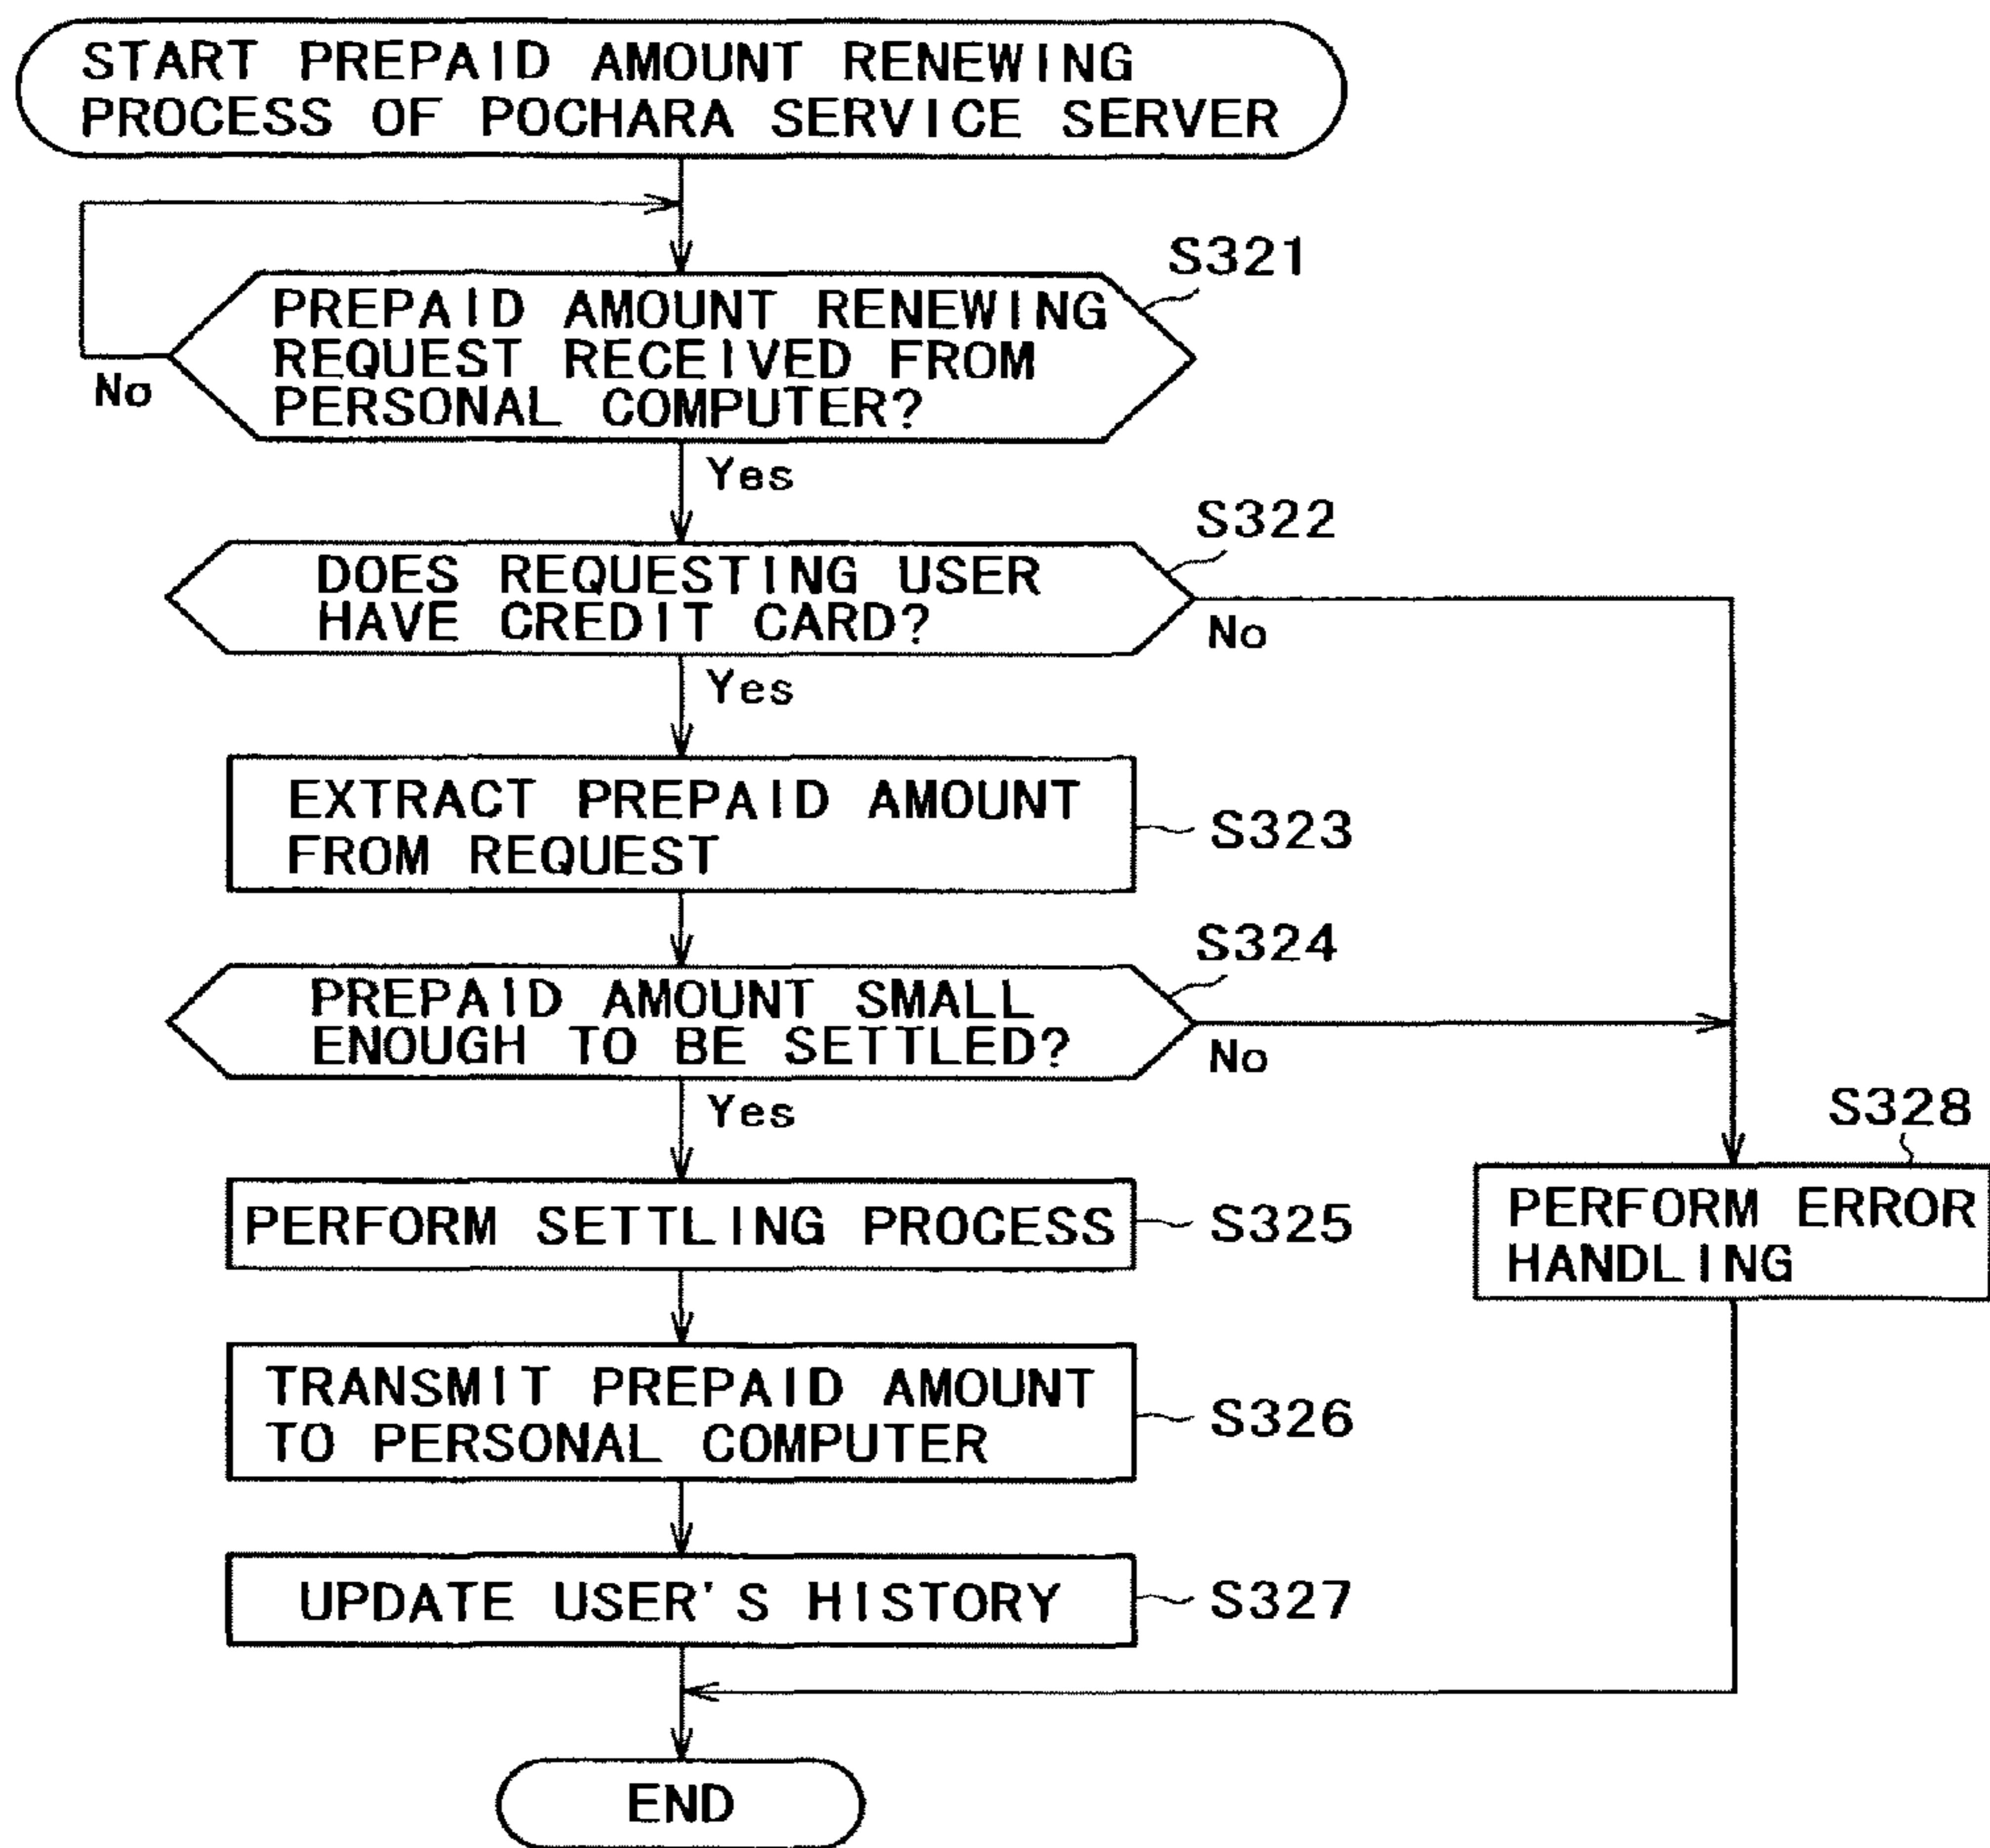 START PREPAID AMOUNT RENEWING
PROCESS OF POCHARA SERVICE SERVER
S321
PREPAID AMOUNT RENEWING
REQUEST RECEIVED FROM
PERSONAL COMPUTER?
No
Yes
S322
DOES REQUESTING USER
HAVE CREDIT CARD?
No
Yes
EXTRACT PREPAID AMOUNT
FROM REQUEST
S323
S324
PREPAID AMOUNT SMALL
ENOUGH TO BE SETTLED?
No
Yes
S328
PERFORM ERROR
HANDLING
PERFORM SETTLING PROCESS
S325
TRANSMIT PREPAID AMOUNT
TO PERSONAL COMPUTER
S326
UPDATE USER'S HISTORY
S327
END